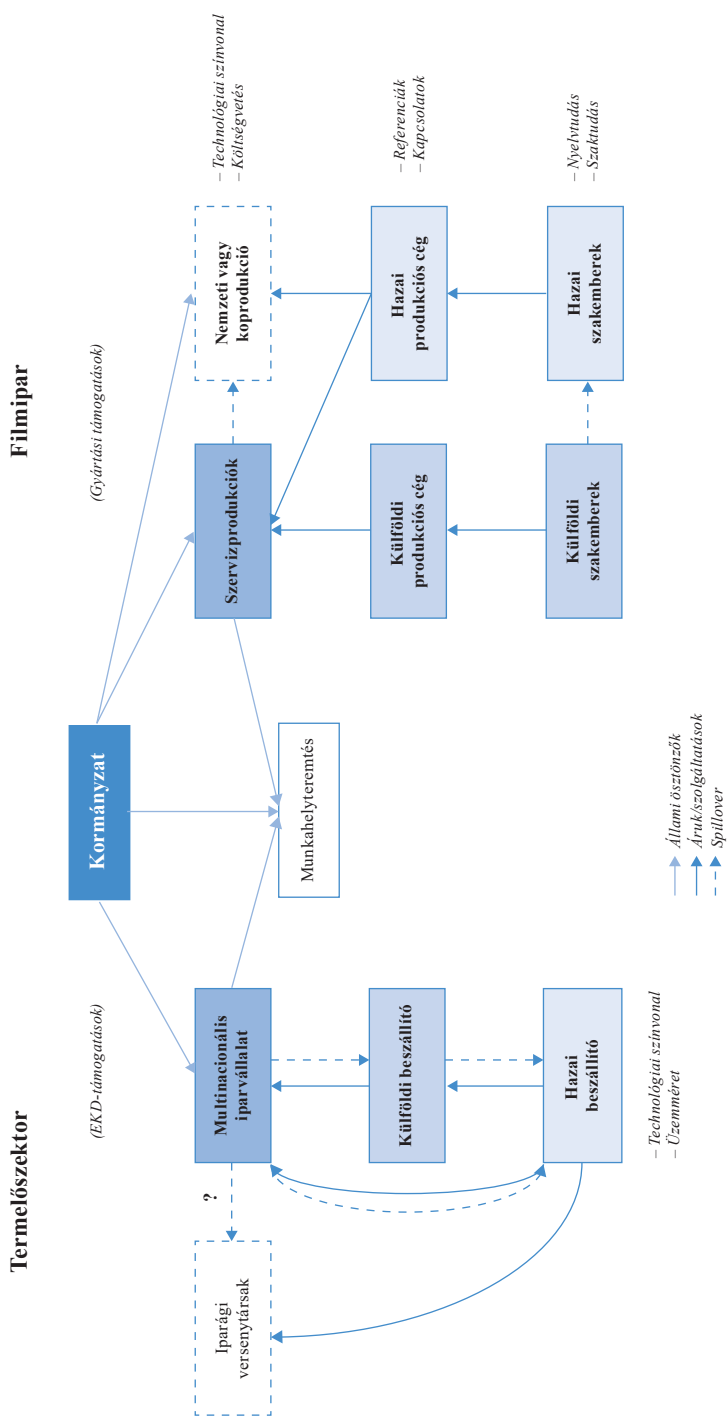 Termelőszektor
Filmipar
Kormányzat
(EKD-támogatások)
(Gyártási támogatások)
Iparági
versenytársak
?
Multinacionális
iparvállalat
Szervizprodukciók
Nemzeti vagy
koprodukció
– Technológiai színvonal
– Költségvetés
Munkahelyteremtés
Külföldi beszállító
Külföldi
produkciós cég
Hazai
produkciós cég
– Referenciák
– Kapcsolatok
Hazai
beszállító
Külföldi
szakemberek
Hazai
szakemberek
– Nyelvtudás
– Szaktudás
– Technológiai színvonal
– Üzemméret
Állami ösztönzők
Áruk/szolgáltatások
Spillover